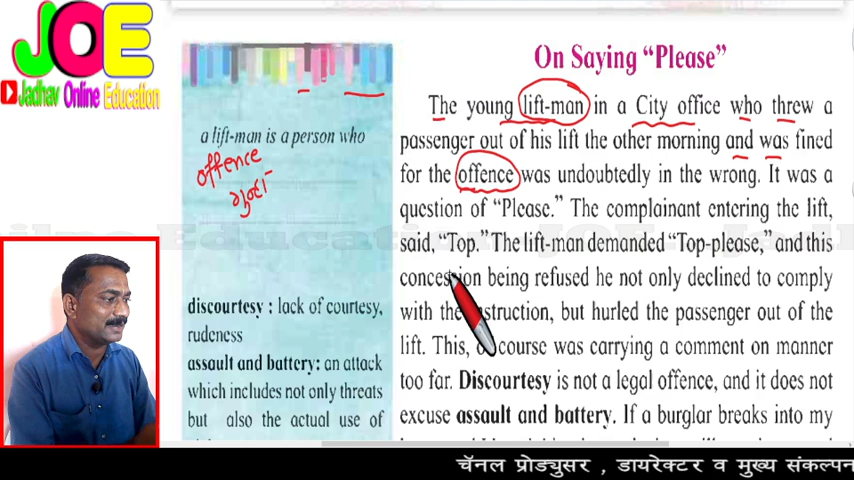 JOE
Jadhav Online Education
On Saying “Please”
The young lift-man in a City office who threw a
passenger out of his lift the other morning and was fined
for the offence was undoubtedly in the wrong. It was a
question of “Please.” The complainant entering the lift,
said, “Top.” The lift-man demanded “Top-please,” and this
concession being refused he not only declined to comply
with the instruction, but hurled the passenger out of the
lift. This, of course was carrying a comment on manner
too far. Discourtesy is not a legal offence, and it does not
excuse assault and battery. If a burglar breaks into my
a lift-man is a person who
offence
गुन्हा
discourtesy : lack of courtesy,
rudeness
assault and battery: an attack
which includes not only threats
but also the actual use of
चॅनल प्रोड्युसर , डायरेक्टर व मुख्य संकल्पन